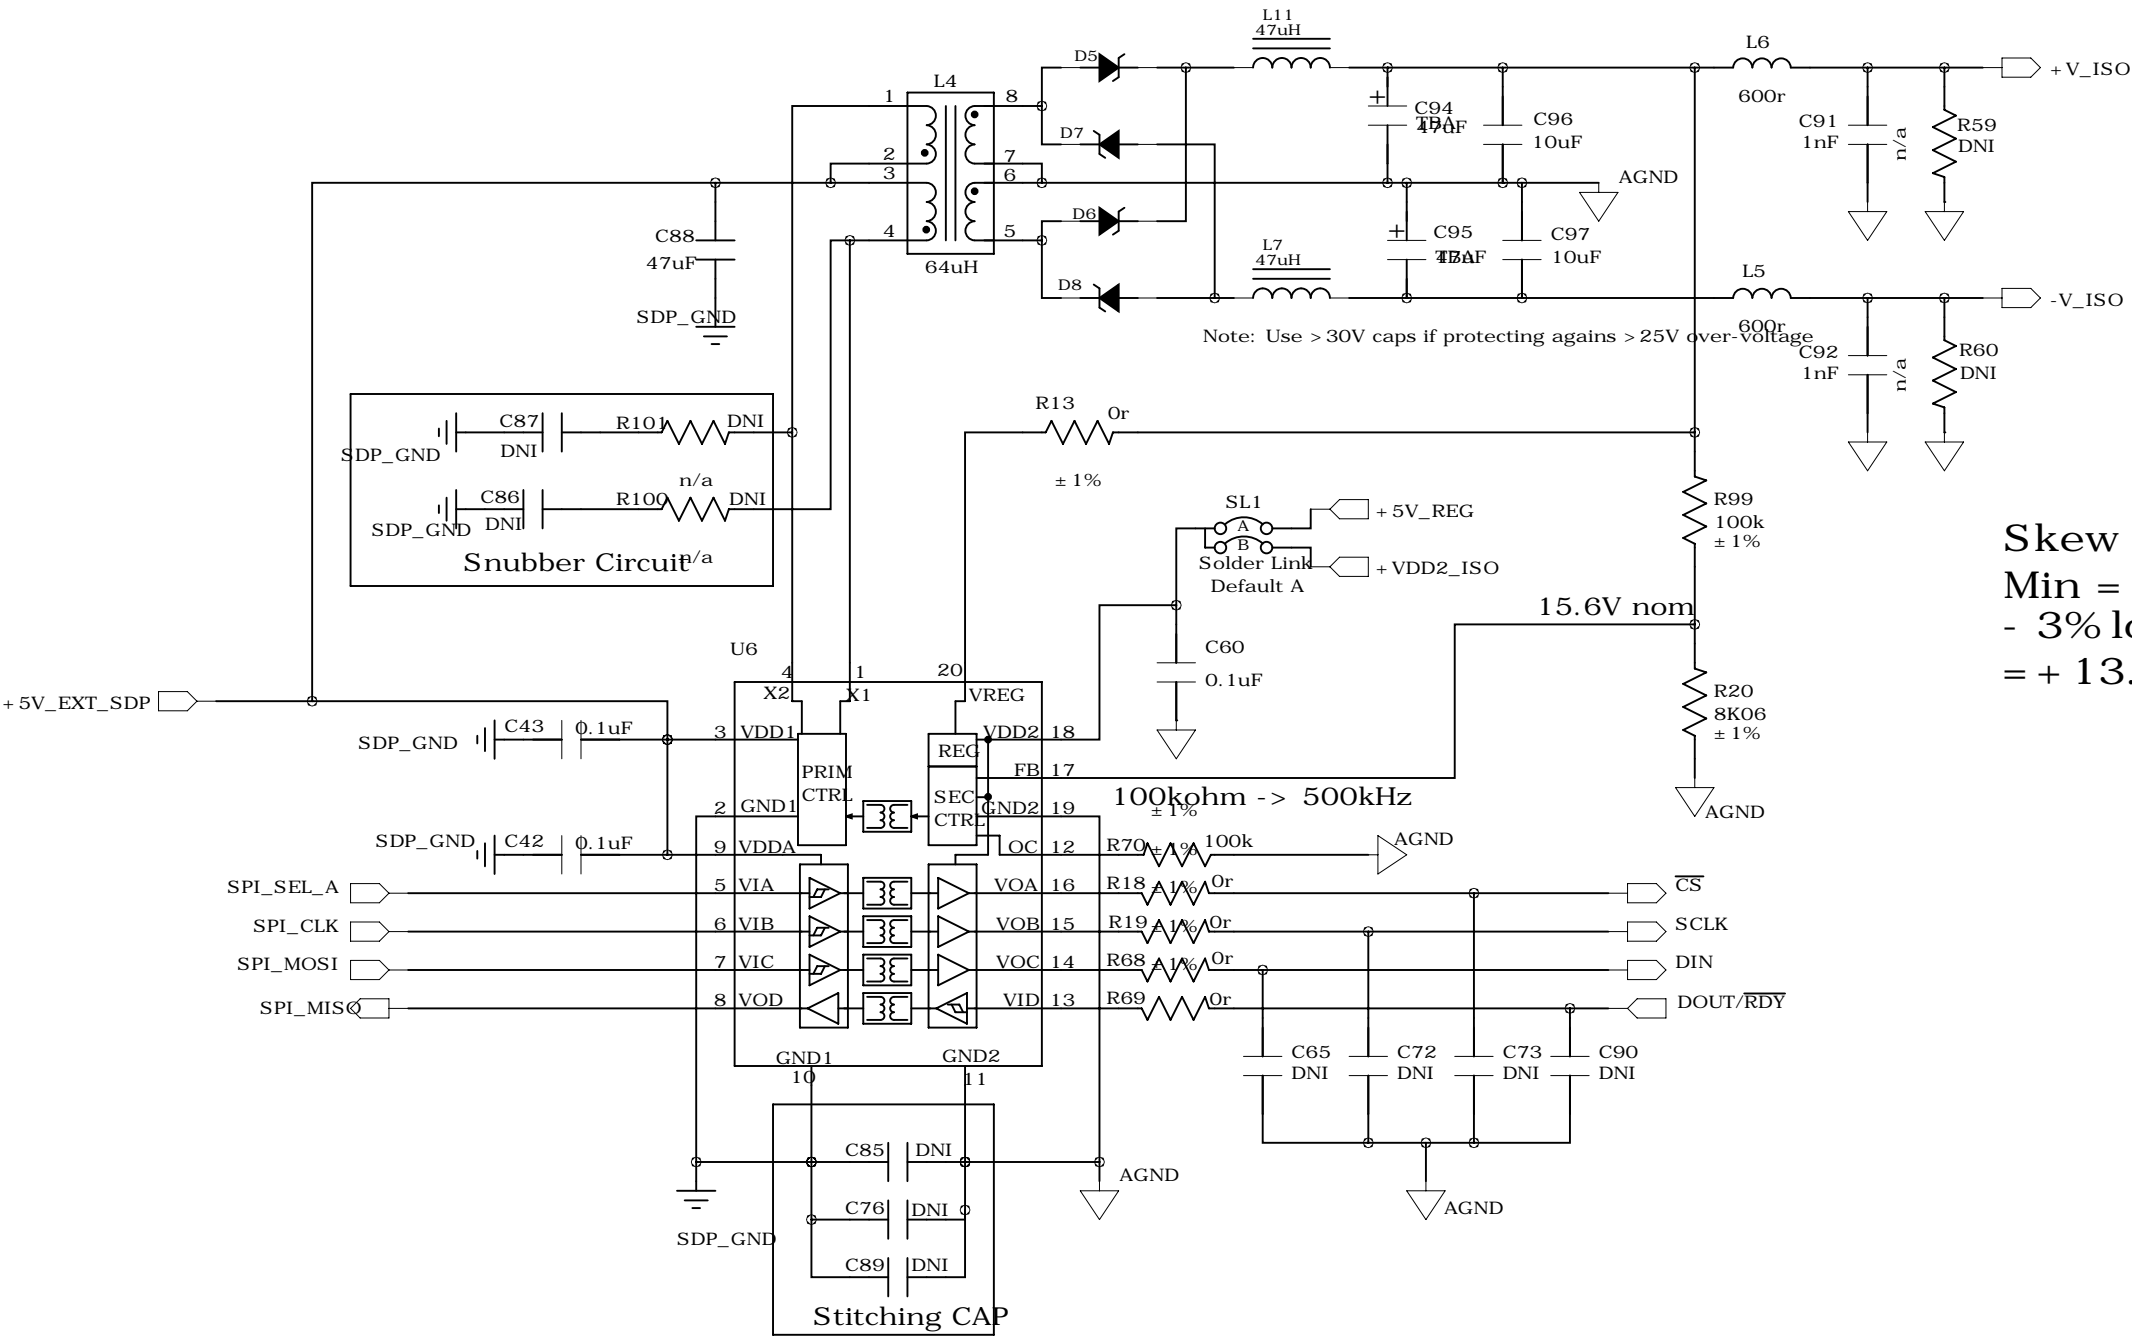 L11
47uH
D5
L6
+V_ISO
600r
L4
1
8
D7
C94
47uF
C96
10uF
C91
1nF
n/a
R59
DNI
2
7
3
6
AGND
C88
47uF
D6
4
5
64uH
L7
47uH
C95
C97
10uF
D8
L5
-V_ISO
600r
SDP_GND
Note: Use >30V caps if protecting agains >25V over-voltage
C92
1nF
n/a
R60
DNI
C87
DNI
R101
DNI
SDP_GND
n/a
C86
DNI
R100
DNI
SDP_GND
n/a
Snubber Circuit
R13
0r
±1%
SL1
A
B
+5V_REG
Solder Link
Default A
+VDD2_ISO
R99
100k
±1%
Skew
Min =
- 3% lo
=+13.
15.6V nom
C60
0.1uF
R20
8K06
±1%
AGND
+5V_EXT_SDP
U6
4
1
20
X2
X1
VREG
C43
0.1uF
SDP_GND
3
VDD1
VDD2
18
REG
FB
17
PRIM
CTRL
SEC
CTRL
2
GND1
GND2
19
100kohm -> 500kHz
±1%
C42
0.1uF
SDP_GND
9
VDDA
OC
12
R70
±1%
100k
AGND
SPI_SEL_A
5
VIA
VOA
16
R18
±1%
0r
CS
SPI_CLK
6
VIB
VOB
15
R19
±1%
0r
SCLK
SPI_MOSI
7
VIC
VOC
14
R68
±1%
0r
DIN
SPI_MISO
8
VOD
VID
13
R69
0r
DOUT/RDY
GND1
10
GND2
11
C65
DNI
C72
DNI
C73
DNI
C90
DNI
C85
DNI
AGND
C76
DNI
AGND
SDP_GND
C89
DNI
Stitching CAP